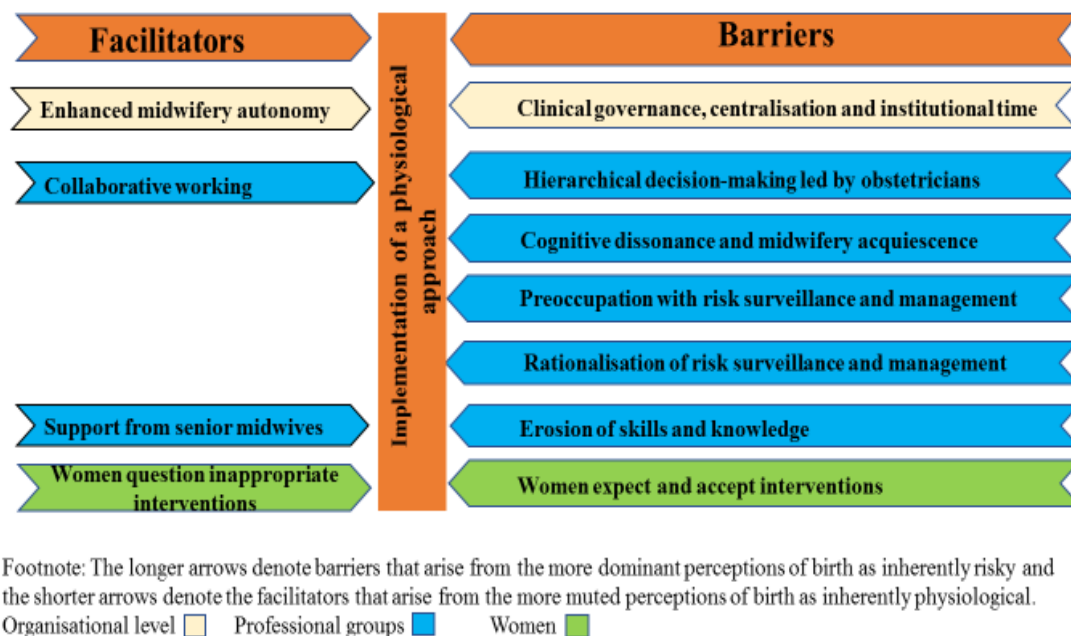 Facilitators
Barriers
Enhanced midwifery autonomy
Clinical governance, centralisation and institutional time
Collaborative working
Hierarchical decision-making led by obstetricians
Cognitive dissonance and midwifery acquiescence
Preoccupation with risk surveillance and management
Rationalisation of risk surveillance and management
Support from senior midwives
Erosion of skills and knowledge
Women question inappropriate
interventions
Women expect and accept interventions
Implementation of a physiological
approach
Footnote: The longer arrows denote barriers that arise from the more dominant perceptions of birth as inherently risky and
the shorter arrows denote the facilitators that arise from the more muted perceptions of birth as inherently physiological.
Organisational level Professional groups Women